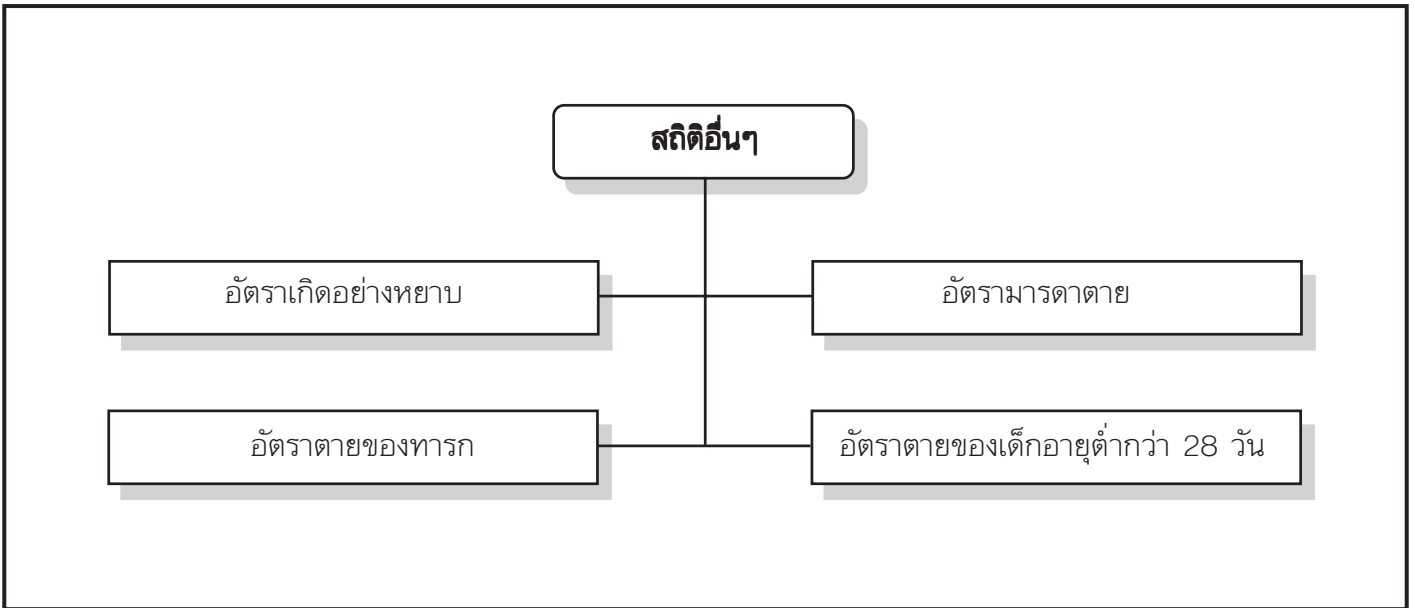 สถิติอื่นๆ
อัตราเกิดอย่างหยาบ
อัตรามารดาตาย
อัตราตายของทารก
อัตราตายของเด็กอายุต่ำกว่า 28 วัน